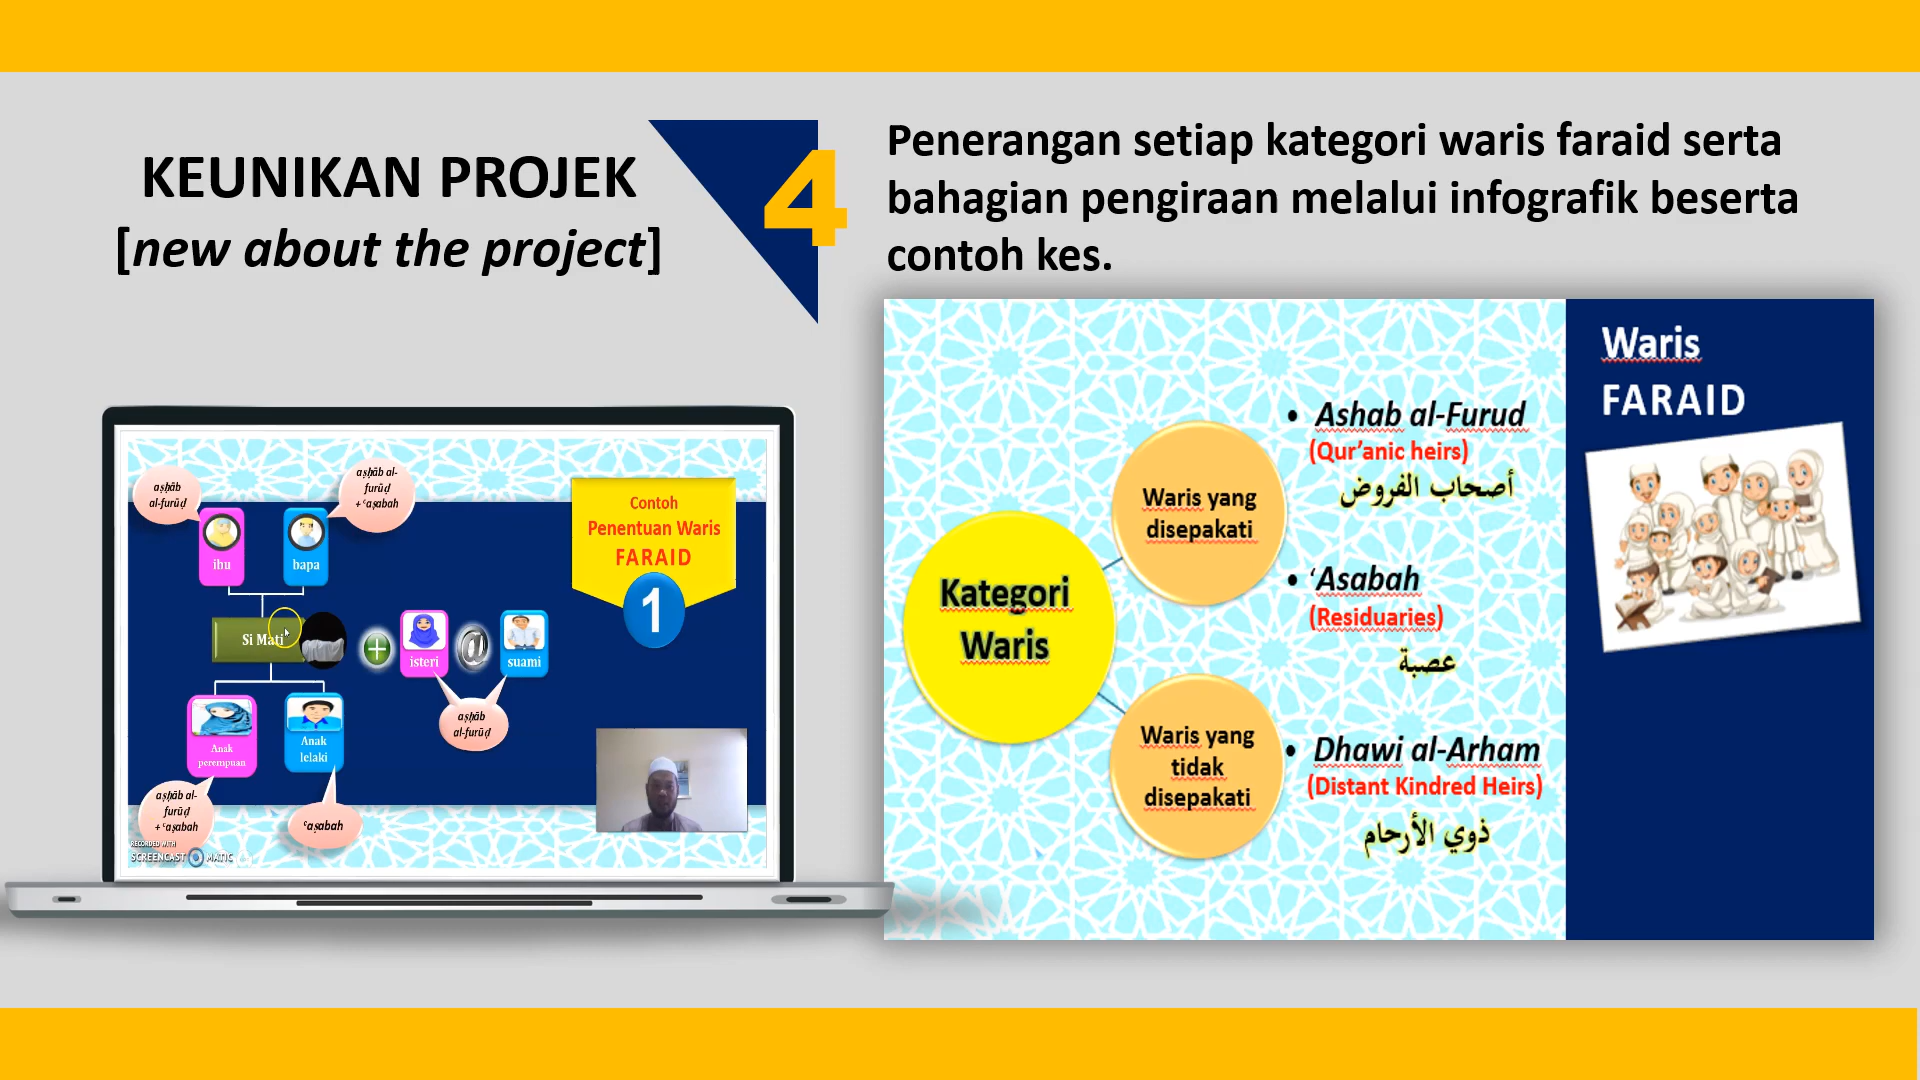 KEUNIKAN PROJEK
[new about the project]
4
Penerangan setiap kategori waris faraid serta
bahagian pengiraan melalui infografik beserta
contoh kes.
aṣḥāb
al-furūḍ
aṣḥāb al-
furūḍ
+ ʿaṣabah
ibu
bapa
Contoh
Penentuan Waris
FARAID
1
Si Mati
+
isteri
@
suami
aṣḥāb
al-furūḍ
Anak
perempuan
Anak
lelaki
aṣḥāb al-
furūḍ
+ ʿaṣabah
ʿaṣabah
RECORDED WITH
SCREENCAST MATIC
Kategori
Waris
Waris yang
disepakati
• Ashab al-Furud
(Qur’anic heirs)
أصحاب الفروض
• ‘Asabah
(Residuaries)
عصبة
Waris yang
tidak
disepakati
• Dhawi al-Arham
(Distant Kindred Heirs)
ذوي الأرحام
Waris
FARAID